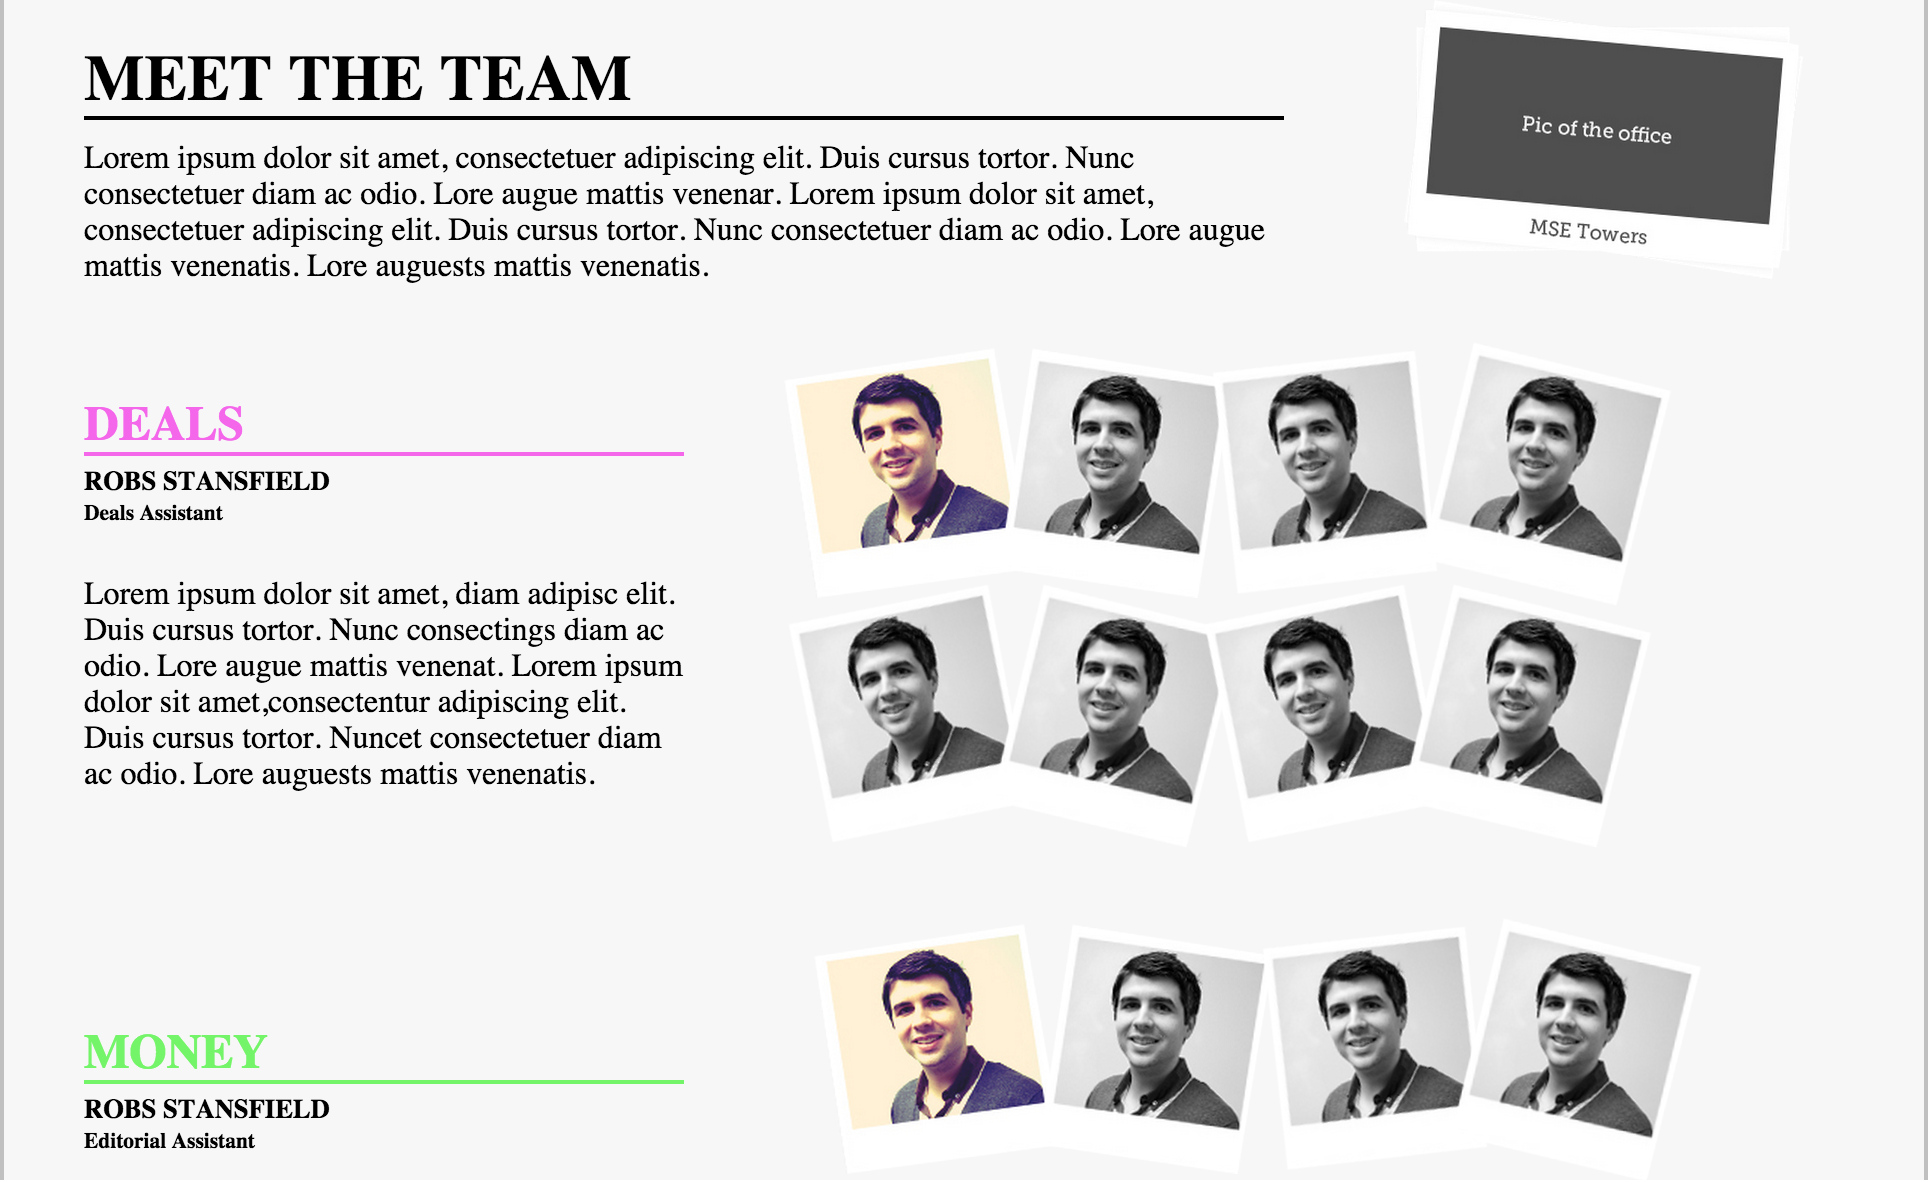 MEET THE TEAM
Lorem ipsum dolor sit amet, consectetuer adipiscing elit. Duis cursus tortor. Nunc
consectetuer diam ac odio. Lore augue mattis venenar. Lorem ipsum dolor sit amet,
consectetuer adipiscing elit. Duis cursus tortor. Nunc consectetuer diam ac odio. Lore augue
mattis venenatis. Lore auguests mattis venenatis.
Pic of the office
MSE Towers
DEALS
ROBS STANSFIELD
Deals Assistant
Lorem ipsum dolor sit amet, diam adipisc elit.
Duis cursus tortor. Nunc consectings diam ac
odio. Lore augue mattis venenat. Lorem ipsum
dolor sit amet,consectentur adipiscing elit.
Duis cursus tortor. Nuncet consectetuer diam
ac odio. Lore auguests mattis venenatis.
MONEY
ROBS STANSFIELD
Editorial Assistant